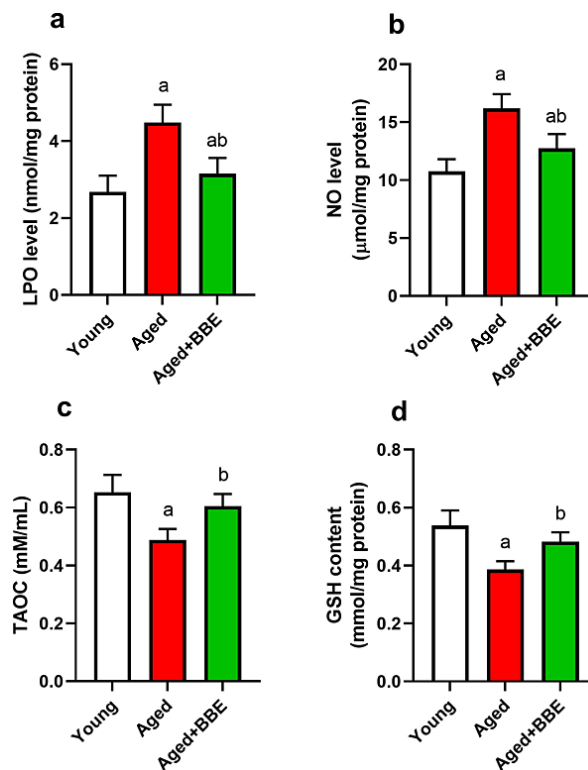 a
LPO level (nmol/mg protein)
6
4
2
0
a
ab
Young
Aged
Aged+BBE
b
NO level
(μmol/mg protein)
20
15
10
5
0
a
ab
Young
Aged
Aged+BBE
c
TAOC (mM/mL)
0.8
0.6
0.4
0.2
0.0
a
b
Young
Aged
Aged+BBE
d
GSH content
(mmol/mg protein)
0.8
0.6
0.4
0.2
0.0
a
b
Young
Aged
Aged+BBE